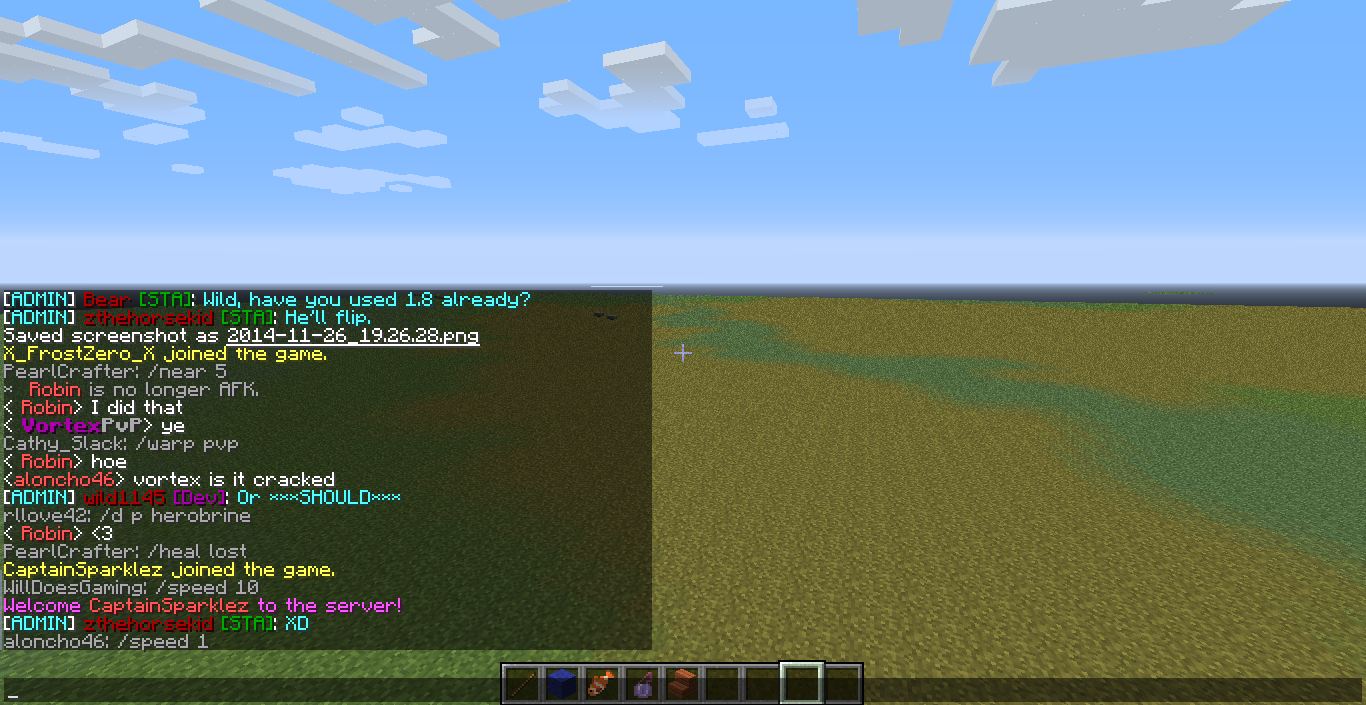 [ADMIN] Bear [STA]: Wild, have you used 1.8 already?
[ADMIN] zthehorsekid [STA]: He'll flip.
Saved screenshot as 2014-11-26_19.26.28.png
X_FrostZero_X joined the game.
PearlCrafter: /near 5
* Robin is no longer AFK.
< Robin> I did that
< VortexPvP> ye
Cathy_Slack: /warp pvp
< Robin> hoe
<aloncho46> vortex is it cracked
[ADMIN] wild1145 [Dev]: Or ***SHOULD***
rllove42: /d p herobrine
< Robin> <3
PearlCrafter: /heal lost
CaptainSparklez joined the game.
WillDoesGaming: /speed 10
Welcome CaptainSparklez to the server!
[ADMIN] zthehorsekid [STA]: XD
aloncho46: /speed 1
_